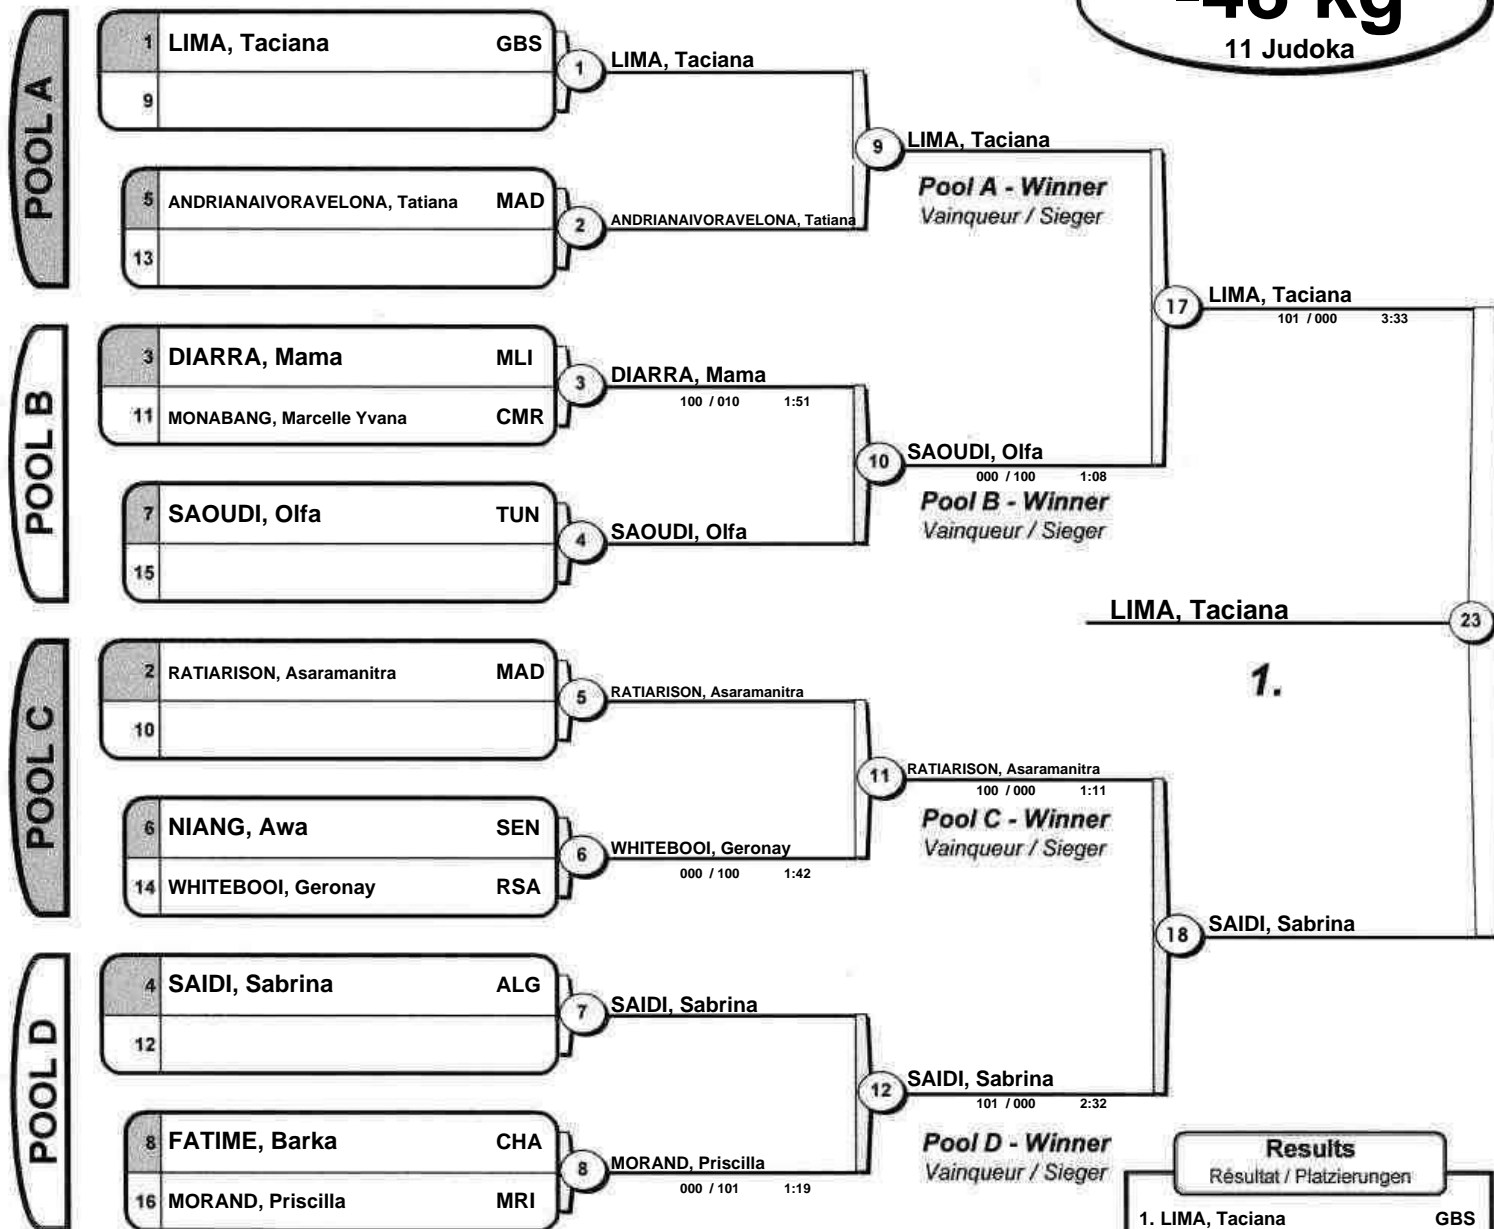 -48 kg
11 Judoka
POOL A
1 LIMA, Taciana GBS
9
5 ANDRIANAIVORAVELONA, Tatiana MAD
13
1 LIMA, Taciana
2 ANDRIANAIVORAVELONA, Tatiana
9 LIMA, Taciana
Pool A - Winner
Vainqueur / Sieger
POOL B
3 DIARRA, Mama MLI
11 MONABANG, Marcelle Yvana CMR
7 SAOUDI, Olfa TUN
15
3 DIARRA, Mama
100 / 010 1:51
4 SAOUDI, Olfa
10 SAOUDI, Olfa
000 / 100 1:08
Pool B - Winner
Vainqueur / Sieger
17 LIMA, Taciana
101 / 000 3:33
LIMA, Taciana 23
1.
POOL C
2 RATIARISON, Asaramanitra MAD
10
6 NIANG, Awa SEN
14 WHITEBOOI, Geronay RSA
5 RATIARISON, Asaramanitra
6 WHITEBOOI, Geronay
000 / 100 1:42
11 RATIARISON, Asaramanitra
100 / 000 1:11
Pool C - Winner
Vainqueur / Sieger
18 SAIDI, Sabrina
POOL D
4 SAIDI, Sabrina ALG
12
8 FATIME, Barka CHA
16 MORAND, Priscilla MRI
7 SAIDI, Sabrina
8 MORAND, Priscilla
000 / 101 1:19
12 SAIDI, Sabrina
101 / 000 2:32
Pool D - Winner
Vainqueur / Sieger
Results
Résultat / Platzierungen
1. LIMA, Taciana GBS